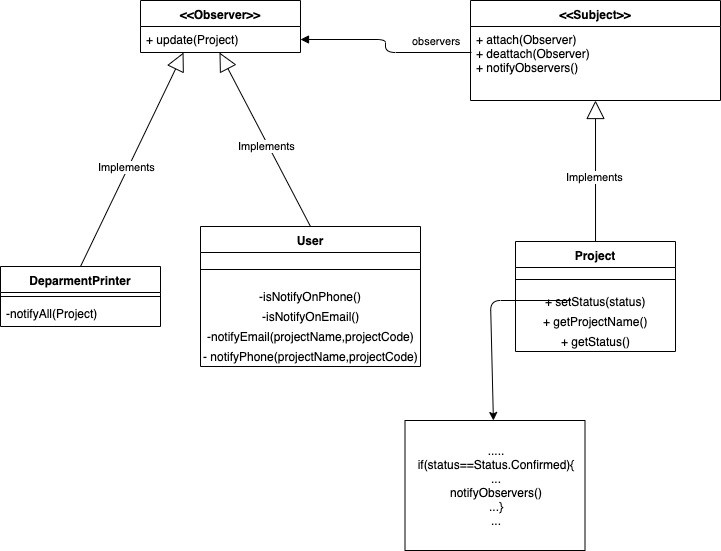 <<Observer>>
+ update(Project)
observers
<<Subject>>
+ attach(Observer)
+ deattach(Observer)
+ notifyObservers()
Implements
Implements
Implements
User
-isNotifyOnPhone()
-isNotifyOnEmail()
-notifyEmail(projectName,projectCode)
- notifyPhone(projectName,projectCode)
DeparmentPrinter
-notifyAll(Project)
Project
+ setStatus(status)
+ getProjectName()
+ getStatus()
.....
if(status==Status.Confirmed){
...
notifyObservers()
...}
...